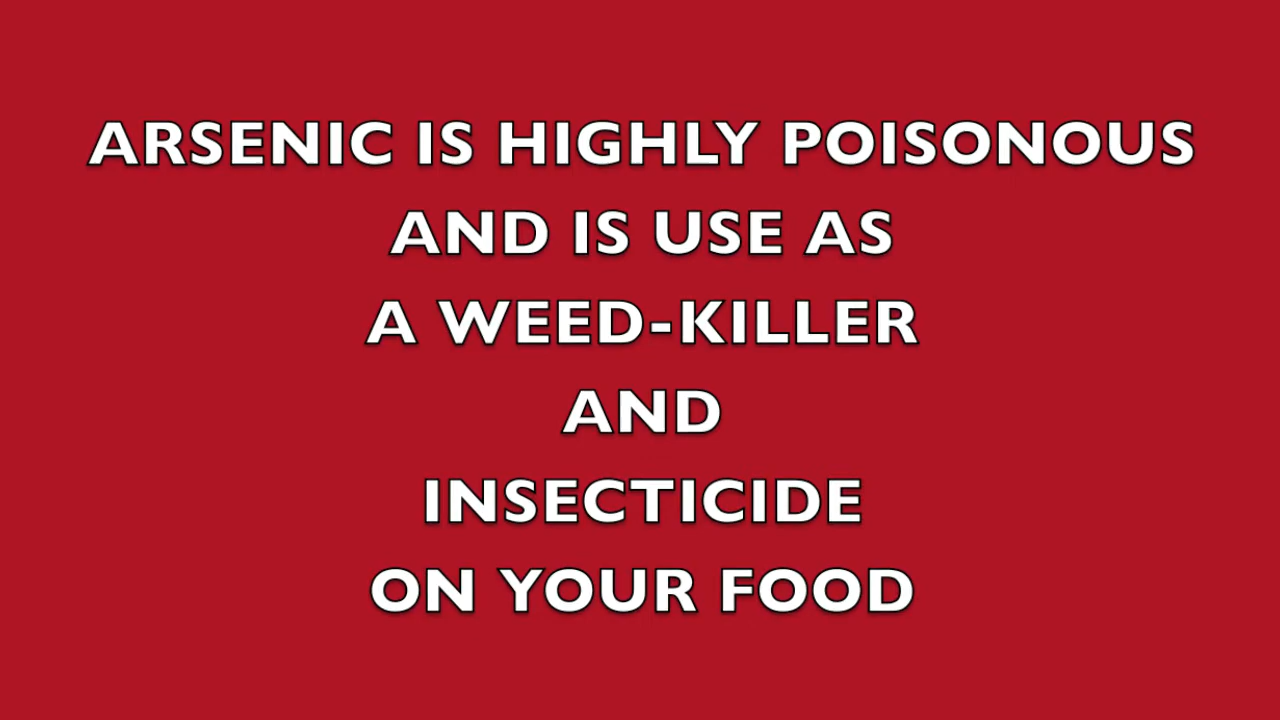 ARSENIC IS HIGHLY POISONOUS
AND IS USE AS
A WEED-KILLER
AND
INSECTICIDE
ON YOUR FOOD